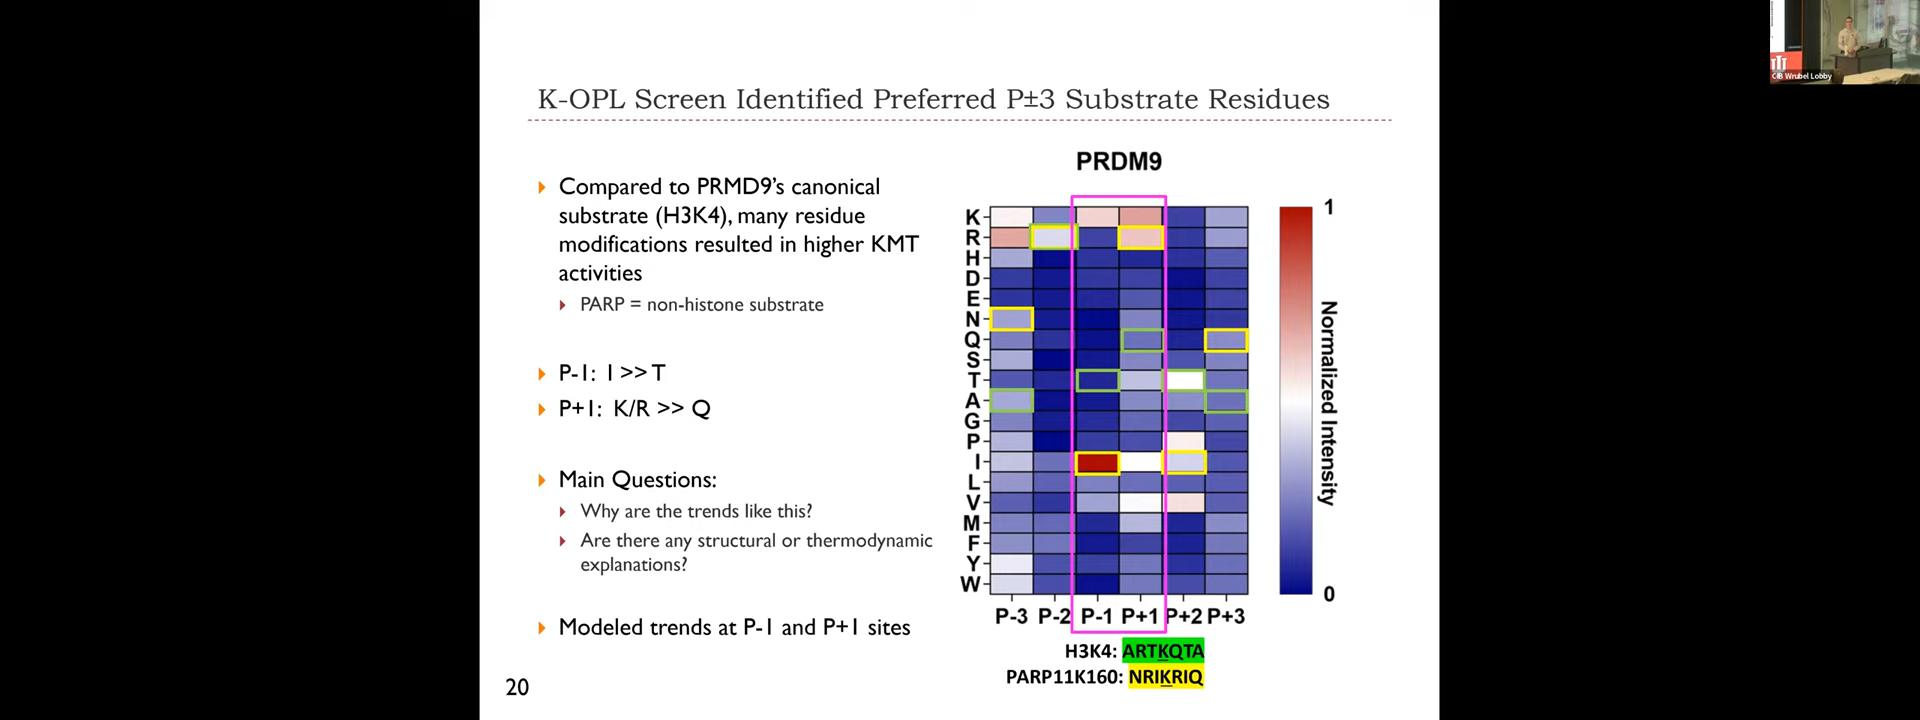 K-OPL Screen Identified Preferred P±3 Substrate Residues
Compared to PRMD9's canonical
substrate (H3K4), many residue
modifications resulted in higher KMT
activities
PARP = non-histone substrate
P-1: I >> T
P+1: K/R >> Q
Main Questions:
Why are the trends like this?
Are there any structural or thermodynamic
explanations?
Modeled trends at P-1 and P+1 sites
20
PRDM9
K
R
H
D
E
N
Q
S
T
A
G
P
I
L
V
M
F
Y
W
P-3 P-2 P-1 P+1 P+2 P+3
1
Normalized Intensity
0
H3K4: ARTKQTA
PARP11K160: NRIKRIQ
CIB Wrubel Lobby